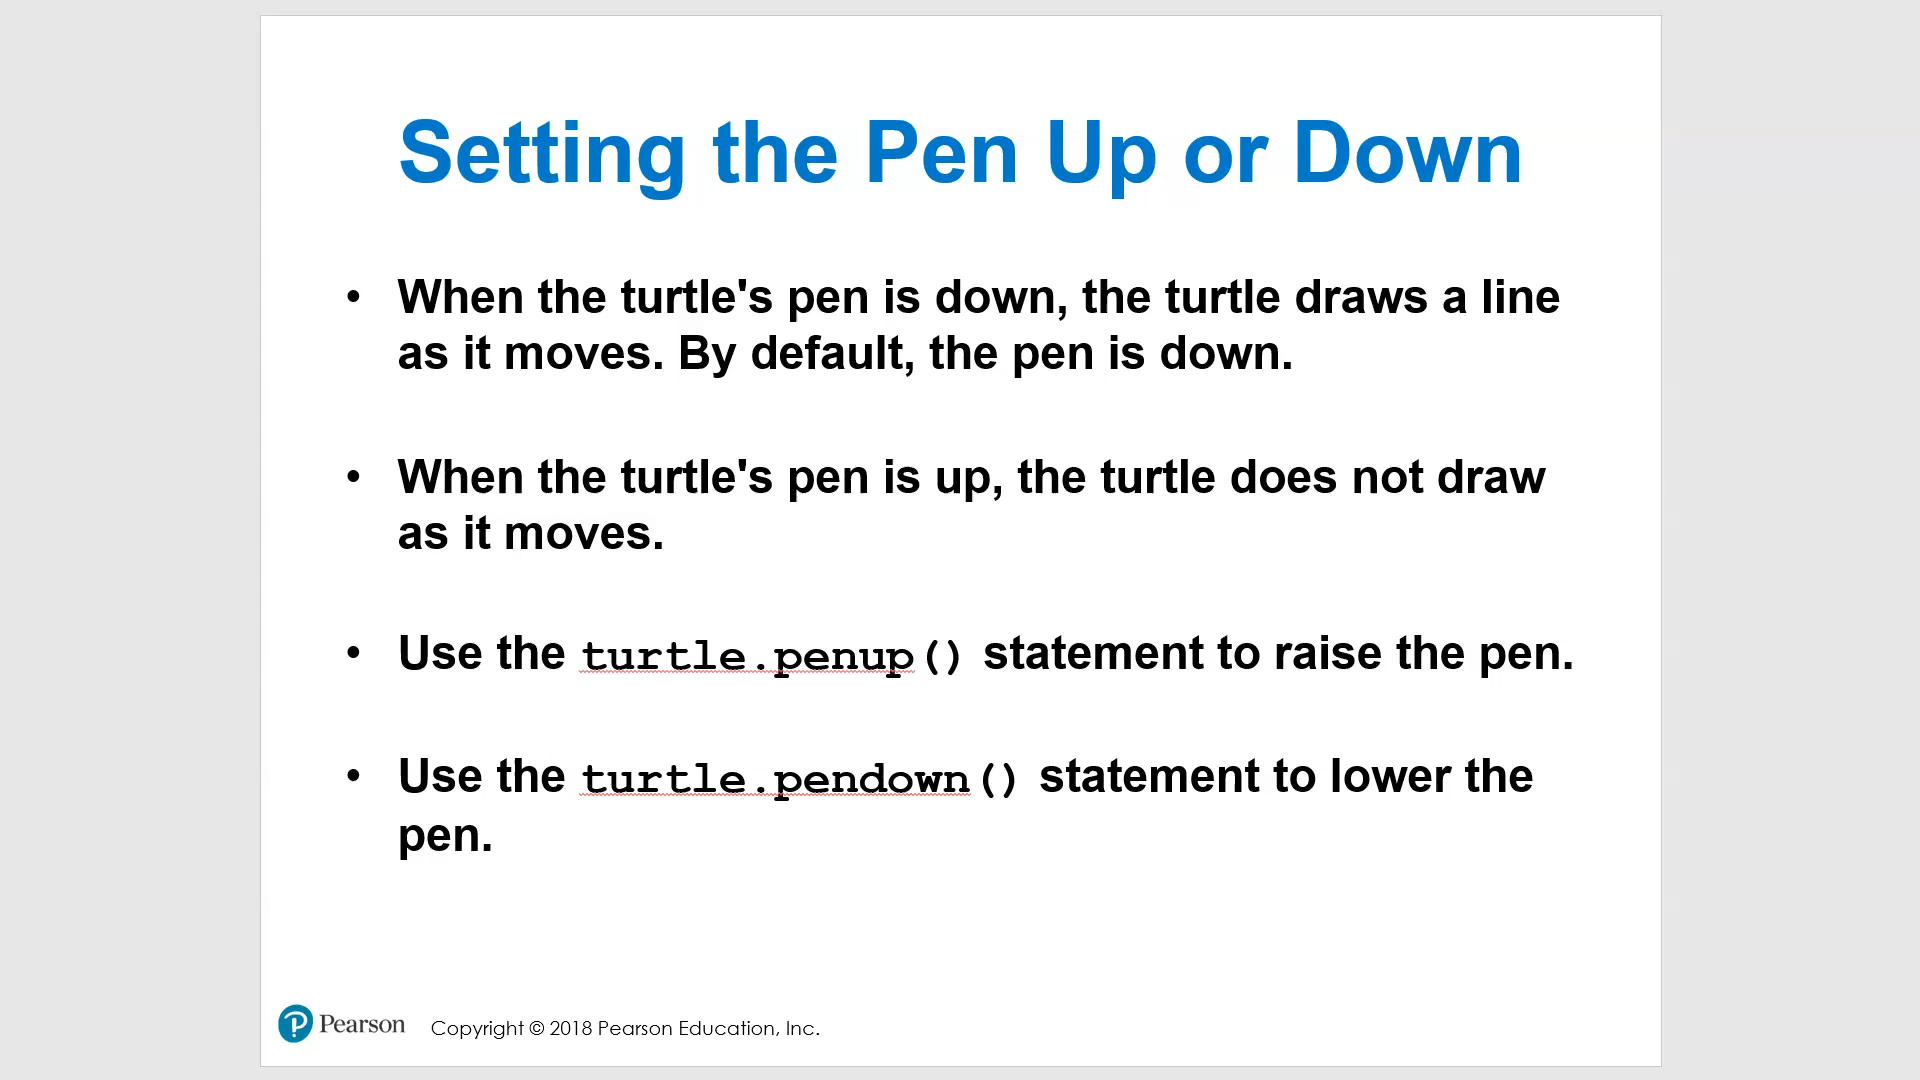 Setting the Pen Up or Down
• When the turtle's pen is down, the turtle draws a line
as it moves. By default, the pen is down.
• When the turtle's pen is up, the turtle does not draw
as it moves.
• Use the turtle.penup() statement to raise the pen.
• Use the turtle.pendown() statement to lower the
pen.
Pearson Copyright © 2018 Pearson Education, Inc.